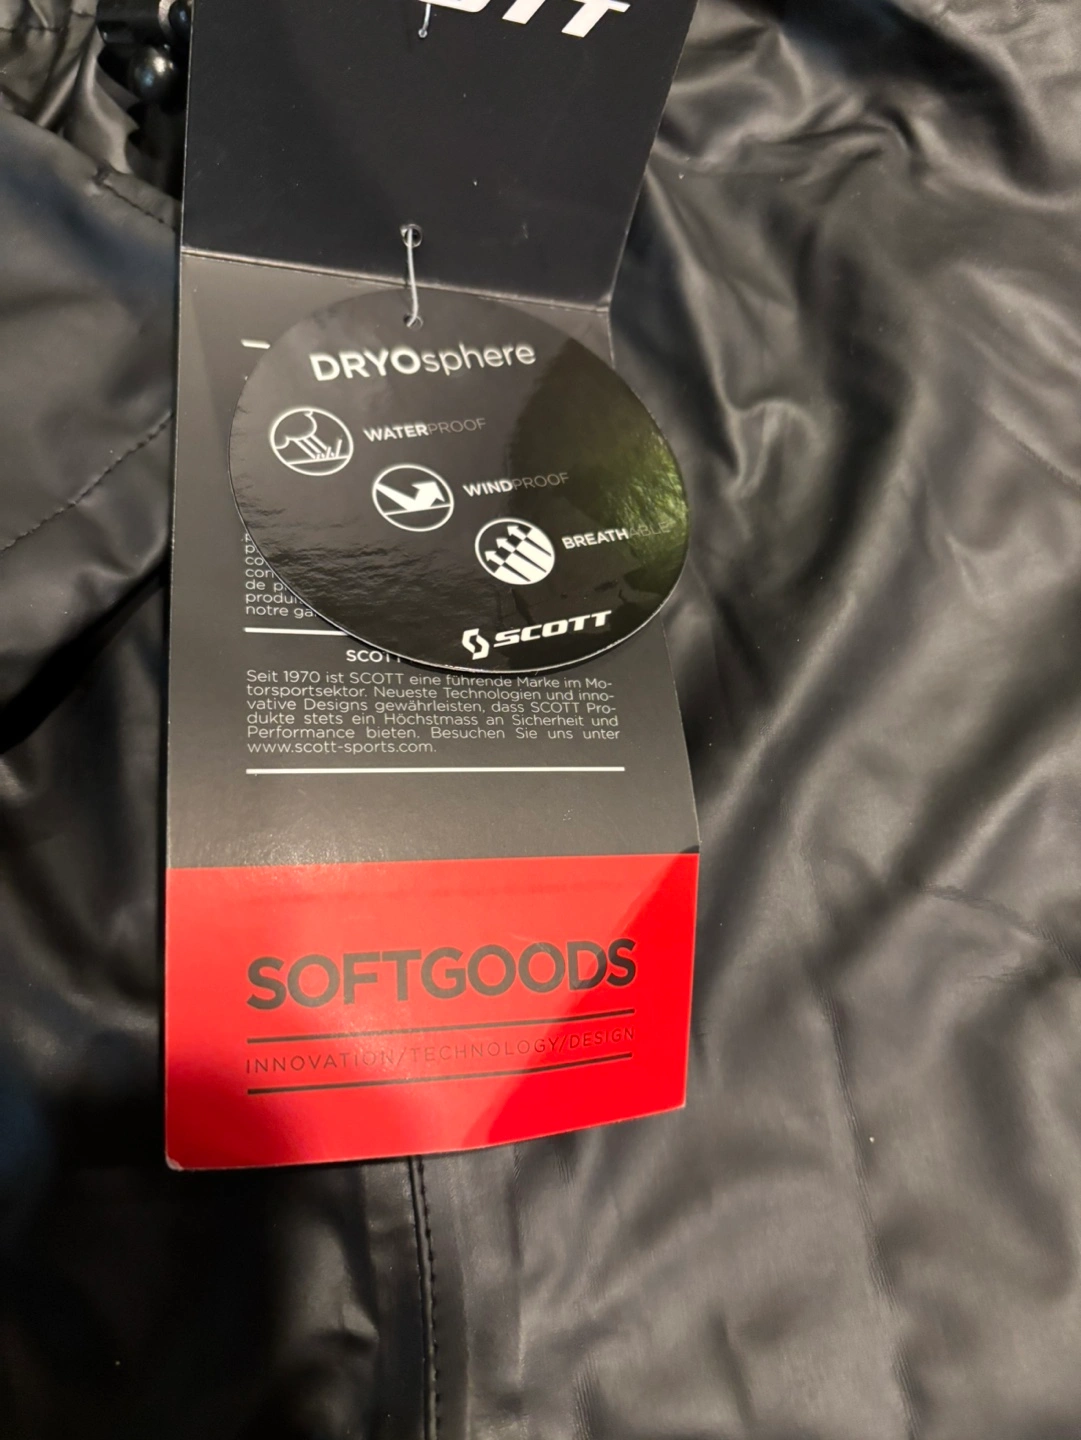 DRYOsphere
WATERPROOF
WINDPROOF
BREATHABLE
SCOTT
de
notre
Seit 1970 ist SCOTT eine führende Marke im Mo-
torsportsektor. Neueste Technologien und inno-
vative Designs gewährleisten, dass SCOTT Pro-
dukte stets ein Höchstmass an Sicherheit und
Performance bieten. Besuchen Sie uns unter
www.scott-sports.com.
SOFTGOODS
INNOVATION/TECHNOLOGY/DESIGN